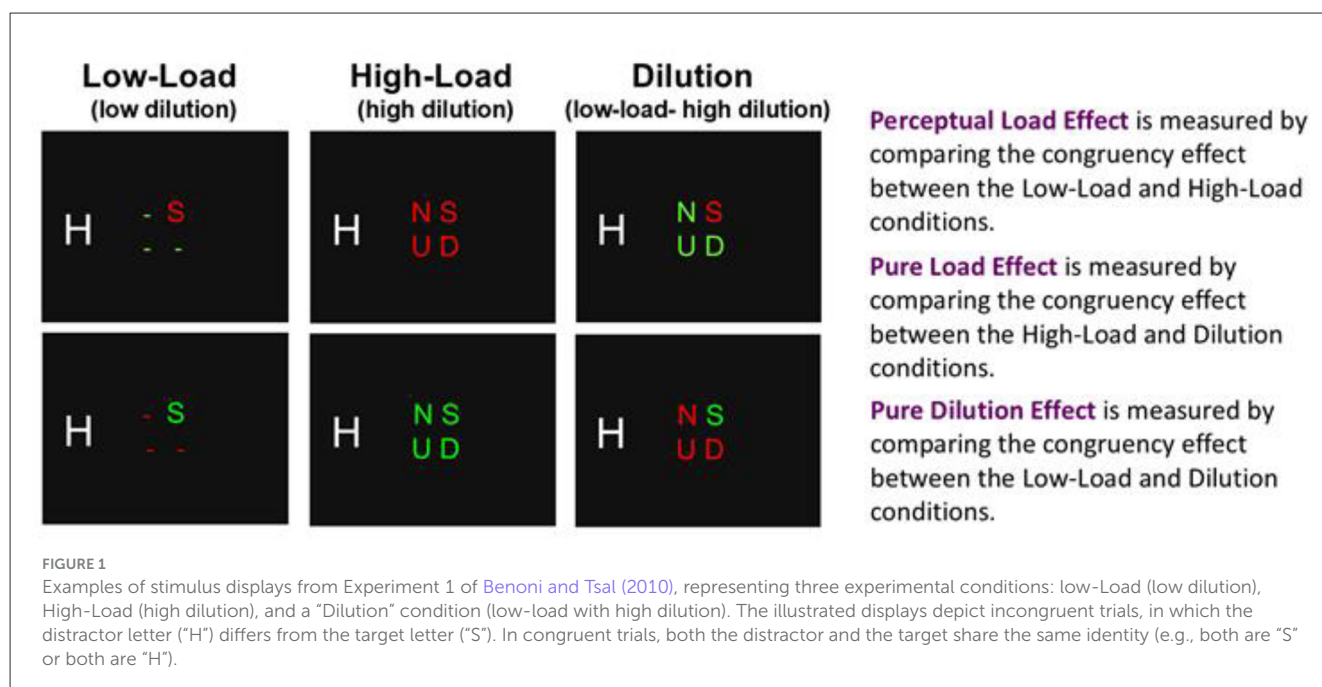 Low-Load
(low dilution)
High-Load
(high dilution)
Dilution
(low-load- high dilution)
H
- S
- -
H
N S
U D
H
N S
U D
H
- S
- -
H
N S
U D
H
N S
U D
Perceptual Load Effect is measured by
comparing the congruency effect
between the Low-Load and High-Load
conditions.
Pure Load Effect is measured by
comparing the congruency effect
between the High-Load and Dilution
conditions.
Pure Dilution Effect is measured by
comparing the congruency effect
between the Low-Load and Dilution
conditions.
FIGURE 1
Examples of stimulus displays from Experiment 1 of Benoni and Tsal (2010), representing three experimental conditions: low-Load (low dilution),
High-Load (high dilution), and a “Dilution” condition (low-load with high dilution). The illustrated displays depict incongruent trials, in which the
distractor letter (“H”) differs from the target letter (“S”). In congruent trials, both the distractor and the target share the same identity (e.g., both are “S”
or both are “H”).